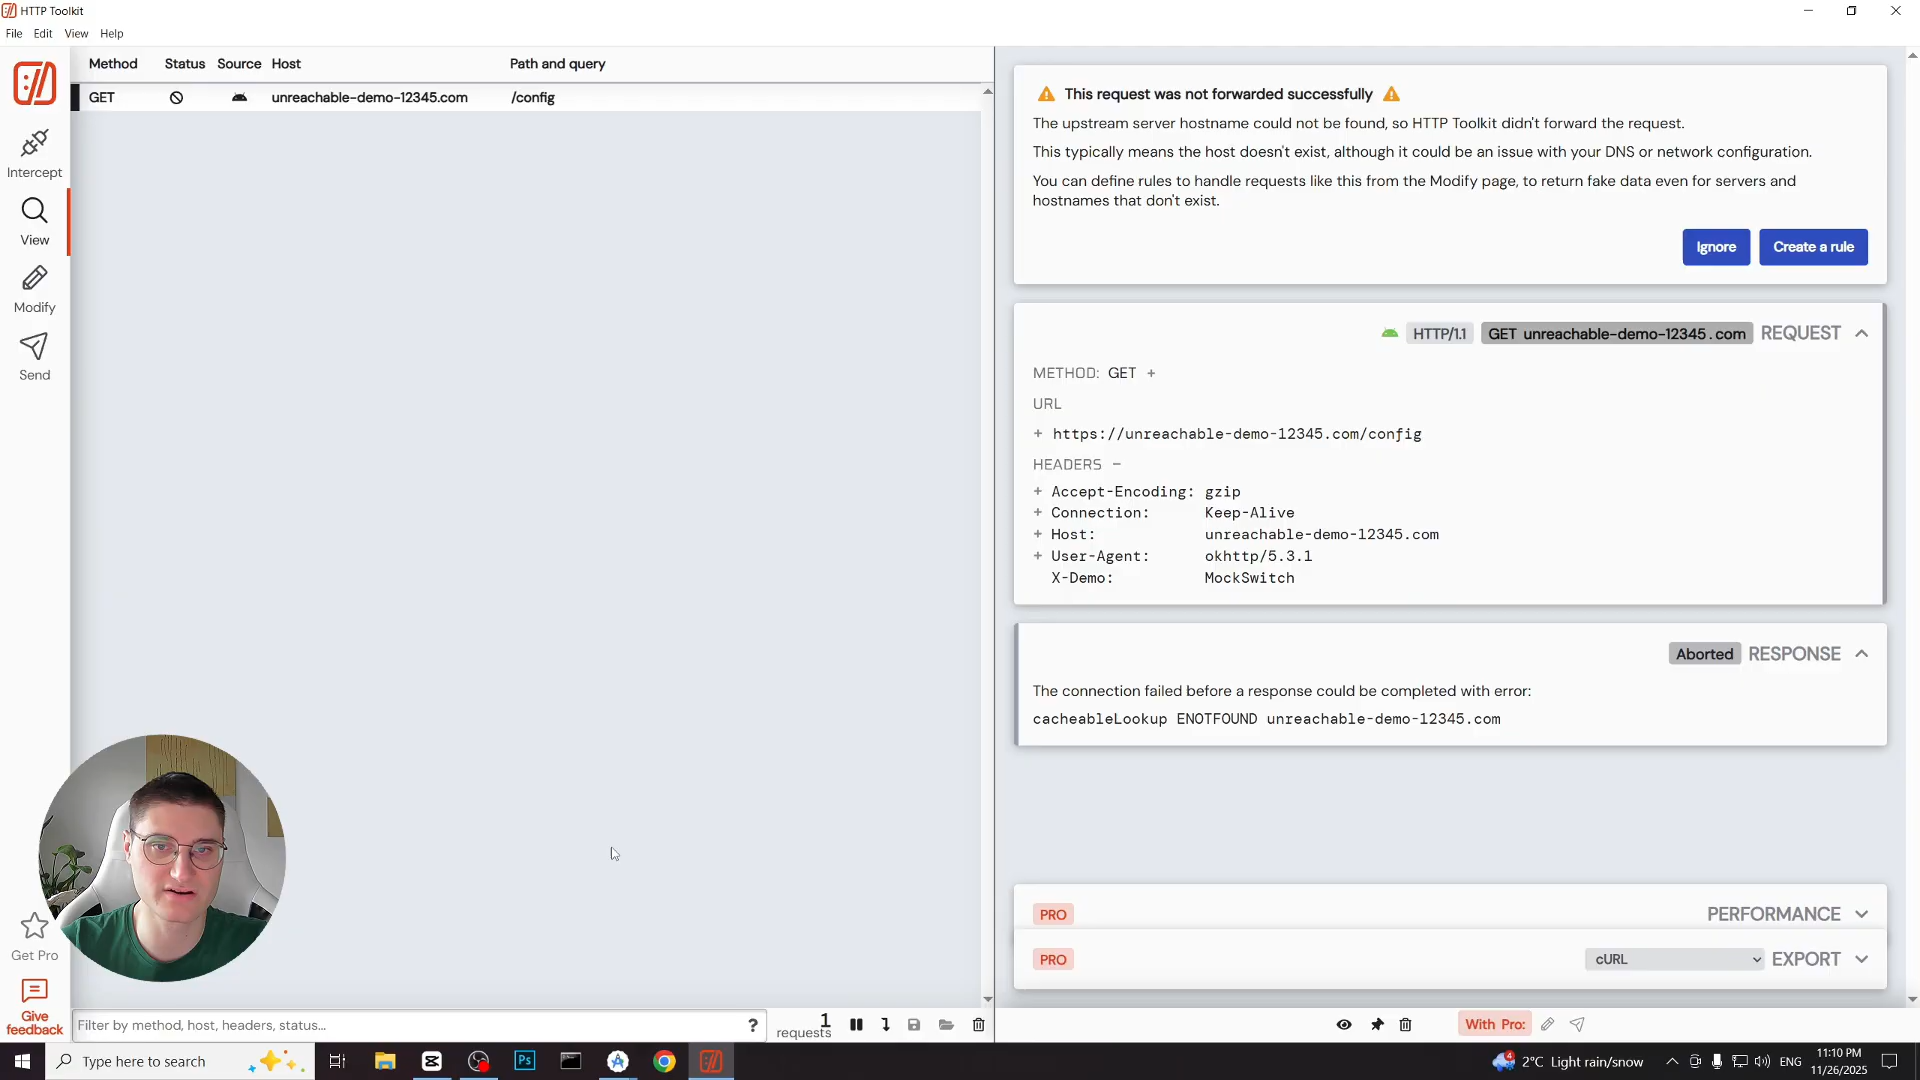 HTTP Toolkit
File Edit View Help
Method Status Source Host Path and query
GET unreachable-demo-12345.com /config
Intercept
View
Modify
Send
Get Pro
Give
feedback
This request was not forwarded successfully
The upstream server hostname could not be found, so HTTP Toolkit didn't forward the request.
This typically means the host doesn't exist, although it could be an issue with your DNS or network configuration.
You can define rules to handle requests like this from the Modify page, to return fake data even for servers and
hostnames that don't exist.
Ignore Create a rule
HTTP/1.1 GET unreachable-demo-12345.com REQUEST
METHOD: GET +
URL
+ https://unreachable-demo-12345.com/config
HEADERS −
+ Accept-Encoding: gzip
+ Connection: Keep-Alive
+ Host: unreachable-demo-12345.com
+ User-Agent: okhttp/5.3.1
X-Demo: MockSwitch
Aborted RESPONSE
The connection failed before a response could be completed with error:
cacheableLookup ENOTFOUND unreachable-demo-12345.com
PRO PERFORMANCE
PRO cURL EXPORT
Filter by method, host, headers, status... ?
1
requests
With Pro:
Type here to search
Ps
4
2°C Light rain/snow
ENG
11:10 PM
11/26/2025